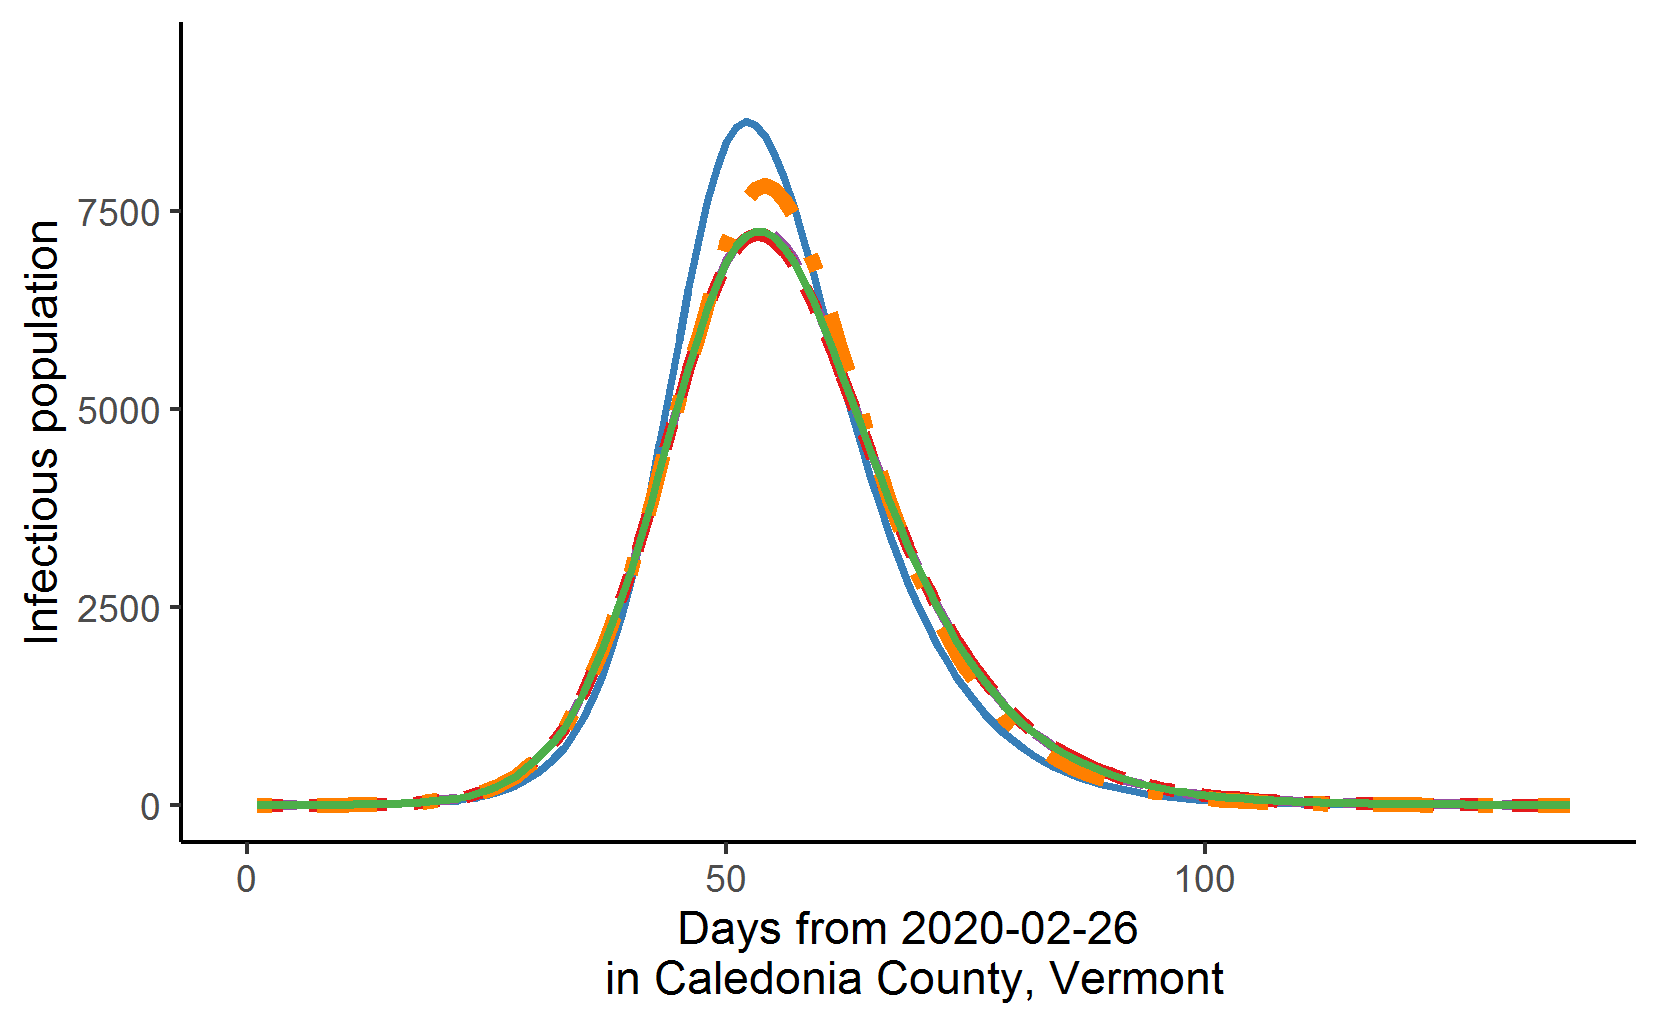 Infectious population
7500
5000
2500
0
0 50 100
Days from 2020-02-26
in Caledonia County, Vermont